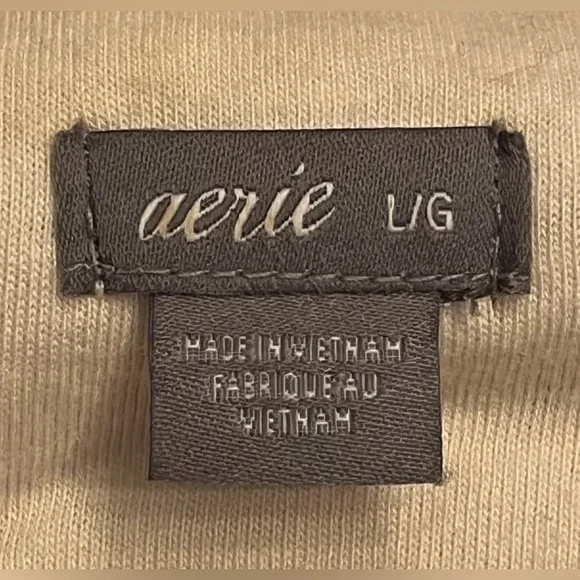 aerie L/G
MADE IN VIETNAM
FABRIQUÉ AU
VIETNAM